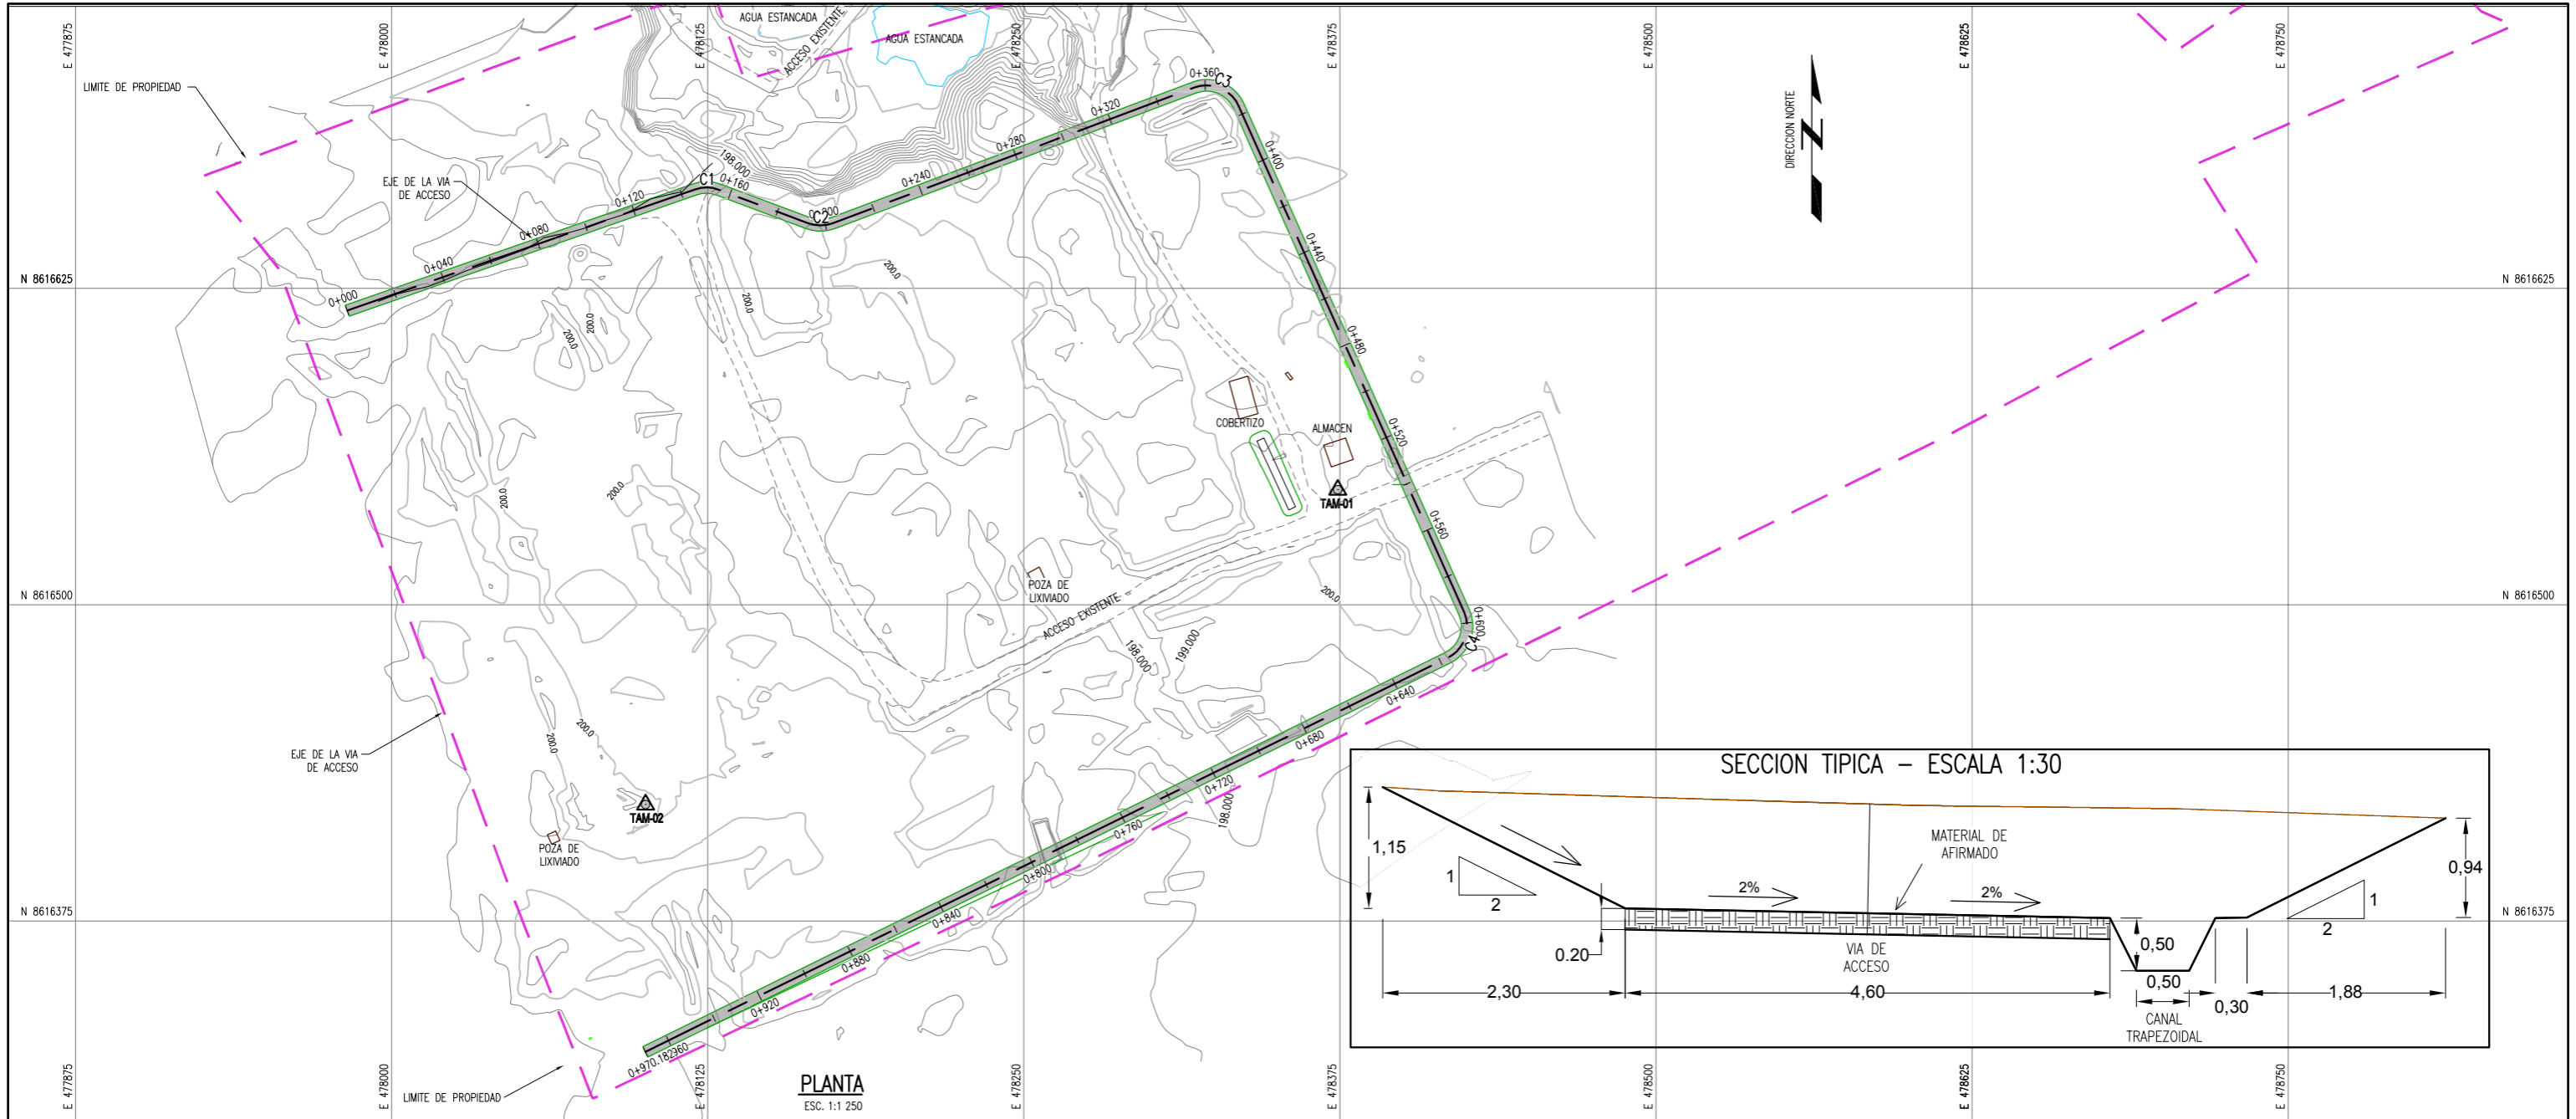 E 477875
E 478000
E 478125
E 478250
E 478375
E 478500
E 478625
E 478750
AGUA ESTANCADA
ACCESO EXISTENTE
AGUA ESTANCADA
LIMITE DE PROPIEDAD
EJE DE LA VIA
DE ACCESO
DIRECCION NORTE
N
0+000
0+040
0+080
0+120
C1
0+160
198.000
0+200
C2
0+240
0+280
0+320
0+360
C3
0+400
0+440
0+480
0+520
0+560
0+600
C4
0+640
0+680
0+720
0+760
0+800
0+840
0+880
0+920
0+960
0+970.182
N 8616625
N 8616625
200.0
200.0
200.0
200.0
200.0
200.0
200.0
200.0
200.0
COBERTIZO
ALMACEN
TAM-01
POZA DE
LIXIVIADO
ACCESO EXISTENTE
198.000
199.000
198.000
N 8616500
N 8616500
EJE DE LA VIA
DE ACCESO
TAM-02
POZA DE
LIXIVIADO
N 8616375
N 8616375
LIMITE DE PROPIEDAD
SECCION TIPICA – ESCALA 1:30
1,15
1
2
2%
MATERIAL DE
AFIRMADO
2%
0,94
1
2
0.20
VIA DE
ACCESO
0,50
0,50
2,30
4,60
0,30
1,88
CANAL
TRAPEZOIDAL
PLANTA
ESC. 1:1 250
E 477875
E 478000
E 478125
E 478250
E 478375
E 478500
E 478625
E 478750